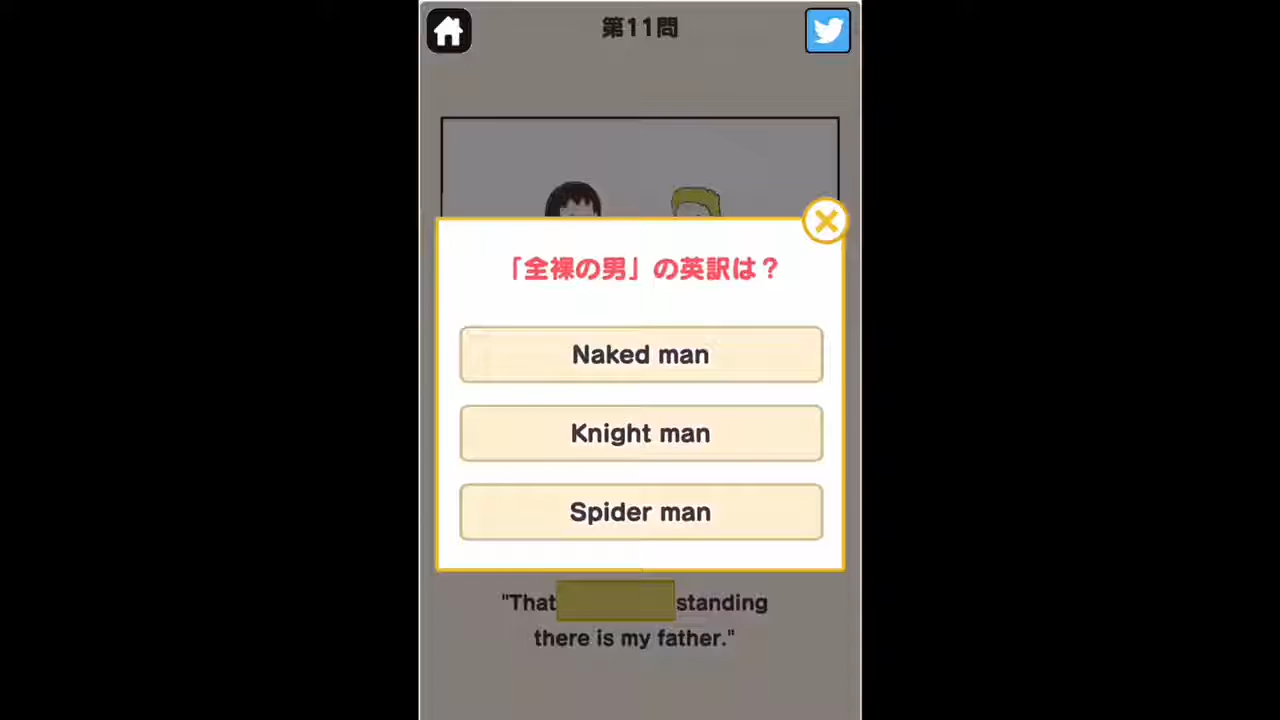 第11問
「全裸の男」の英訳は？
Naked man
Knight man
Spider man
"That standing
there is my father."